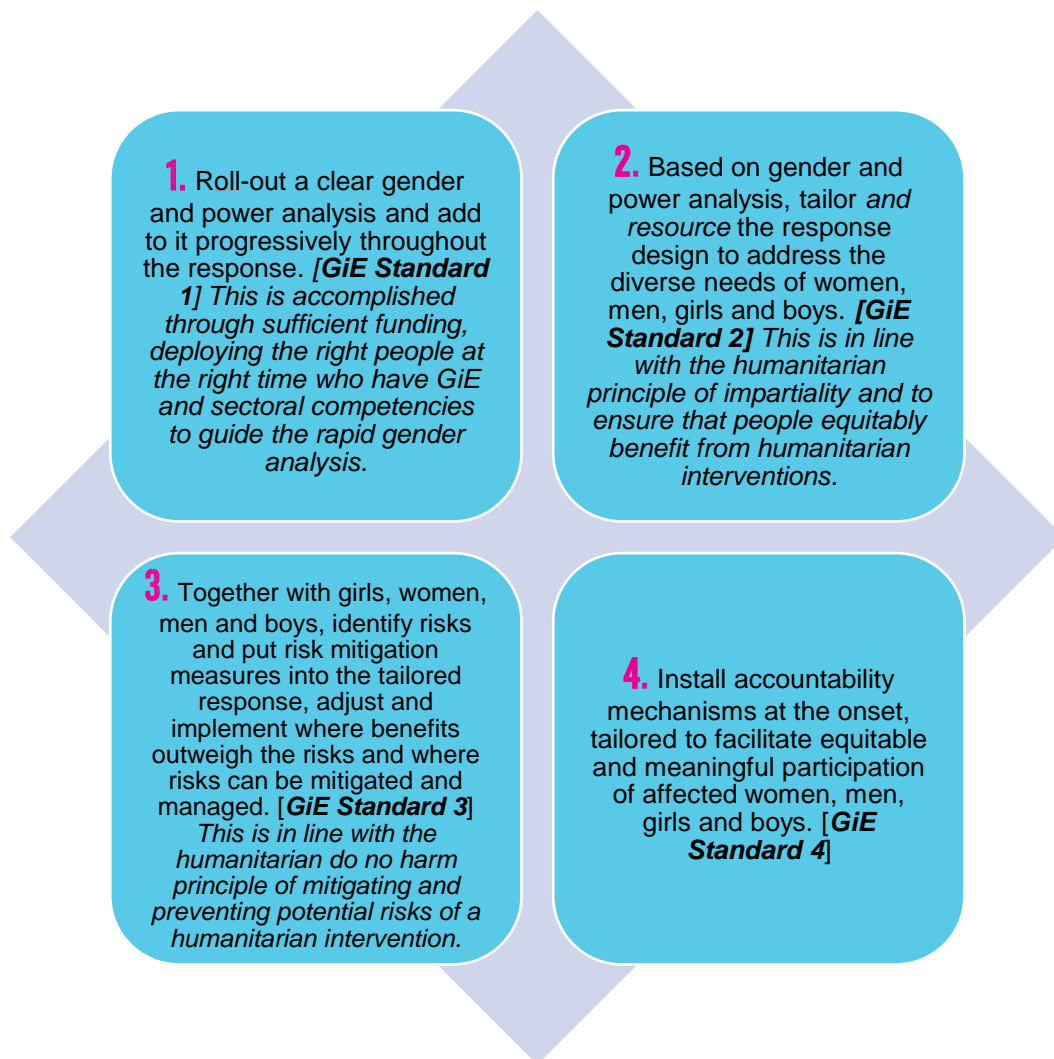 1. Roll-out a clear gender
and power analysis and add
to it progressively throughout
the response. [GiE Standard
1] This is accomplished
through sufficient funding,
deploying the right people at
the right time who have GiE
and sectoral competencies
to guide the rapid gender
analysis.
2. Based on gender and
power analysis, tailor and
resource the response
design to address the
diverse needs of women,
men, girls and boys. [GiE
Standard 2] This is in line
with the humanitarian
principle of impartiality and to
ensure that people equitably
benefit from humanitarian
interventions.
3. Together with girls, women,
men and boys, identify risks
and put risk mitigation
measures into the tailored
response, adjust and
implement where benefits
outweigh the risks and where
risks can be mitigated and
managed. [GiE Standard 3]
This is in line with the
humanitarian do no harm
principle of mitigating and
preventing potential risks of a
humanitarian intervention.
4. Install accountability
mechanisms at the onset,
tailored to facilitate equitable
and meaningful participation
of affected women, men,
girls and boys. [GiE
Standard 4]